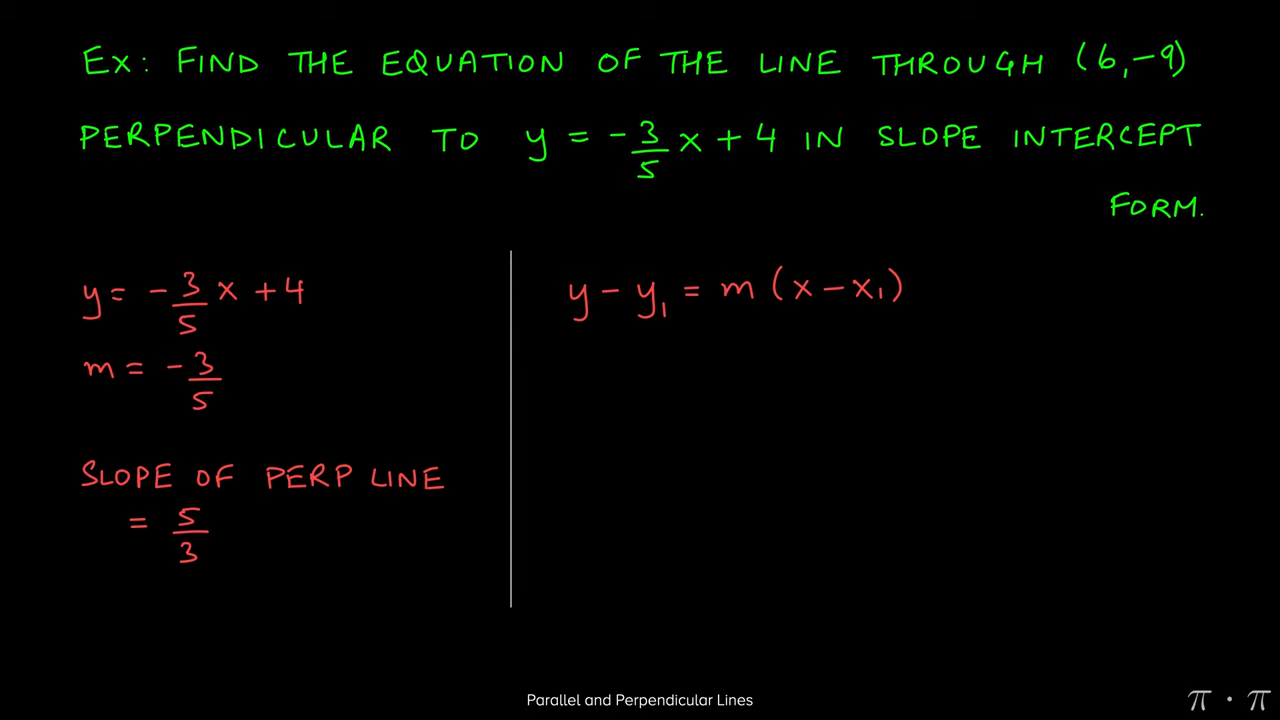 Ex: FIND THE EQUATION OF THE LINE THROUGH (6,-9)
PERPENDICULAR TO y = -3/5 x + 4 IN SLOPE INTERCEPT
FORM.
y = -3/5 x + 4
m = -3/5
SLOPE OF PERP LINE
= 5/3
y - y₁ = m (x - x₁)
Parallel and Perpendicular Lines
π · π